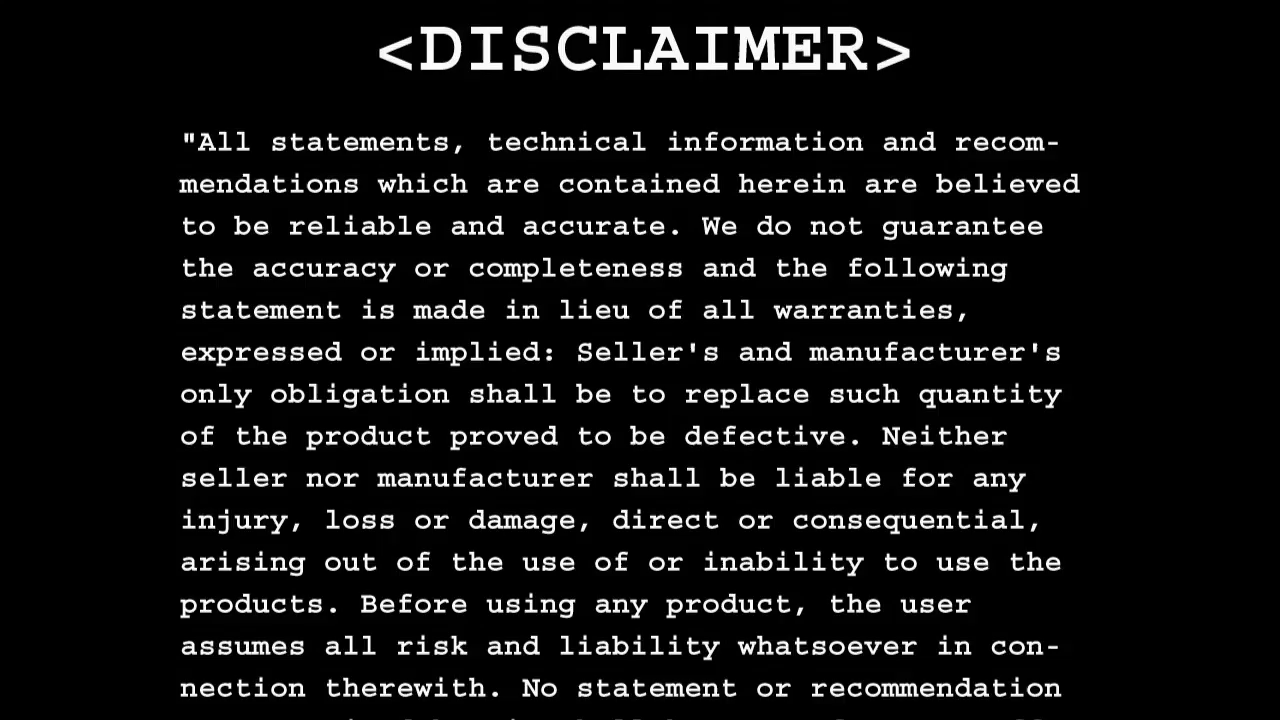 <DISCLAIMER>
"All statements, technical information and recom-
mendations which are contained herein are believed
to be reliable and accurate. We do not guarantee
the accuracy or completeness and the following
statement is made in lieu of all warranties,
expressed or implied: Seller's and manufacturer's
only obligation shall be to replace such quantity
of the product proved to be defective. Neither
seller nor manufacturer shall be liable for any
injury, loss or damage, direct or consequential,
arising out of the use of or inability to use the
products. Before using any product, the user
assumes all risk and liability whatsoever in con-
nection therewith. No statement or recommendation